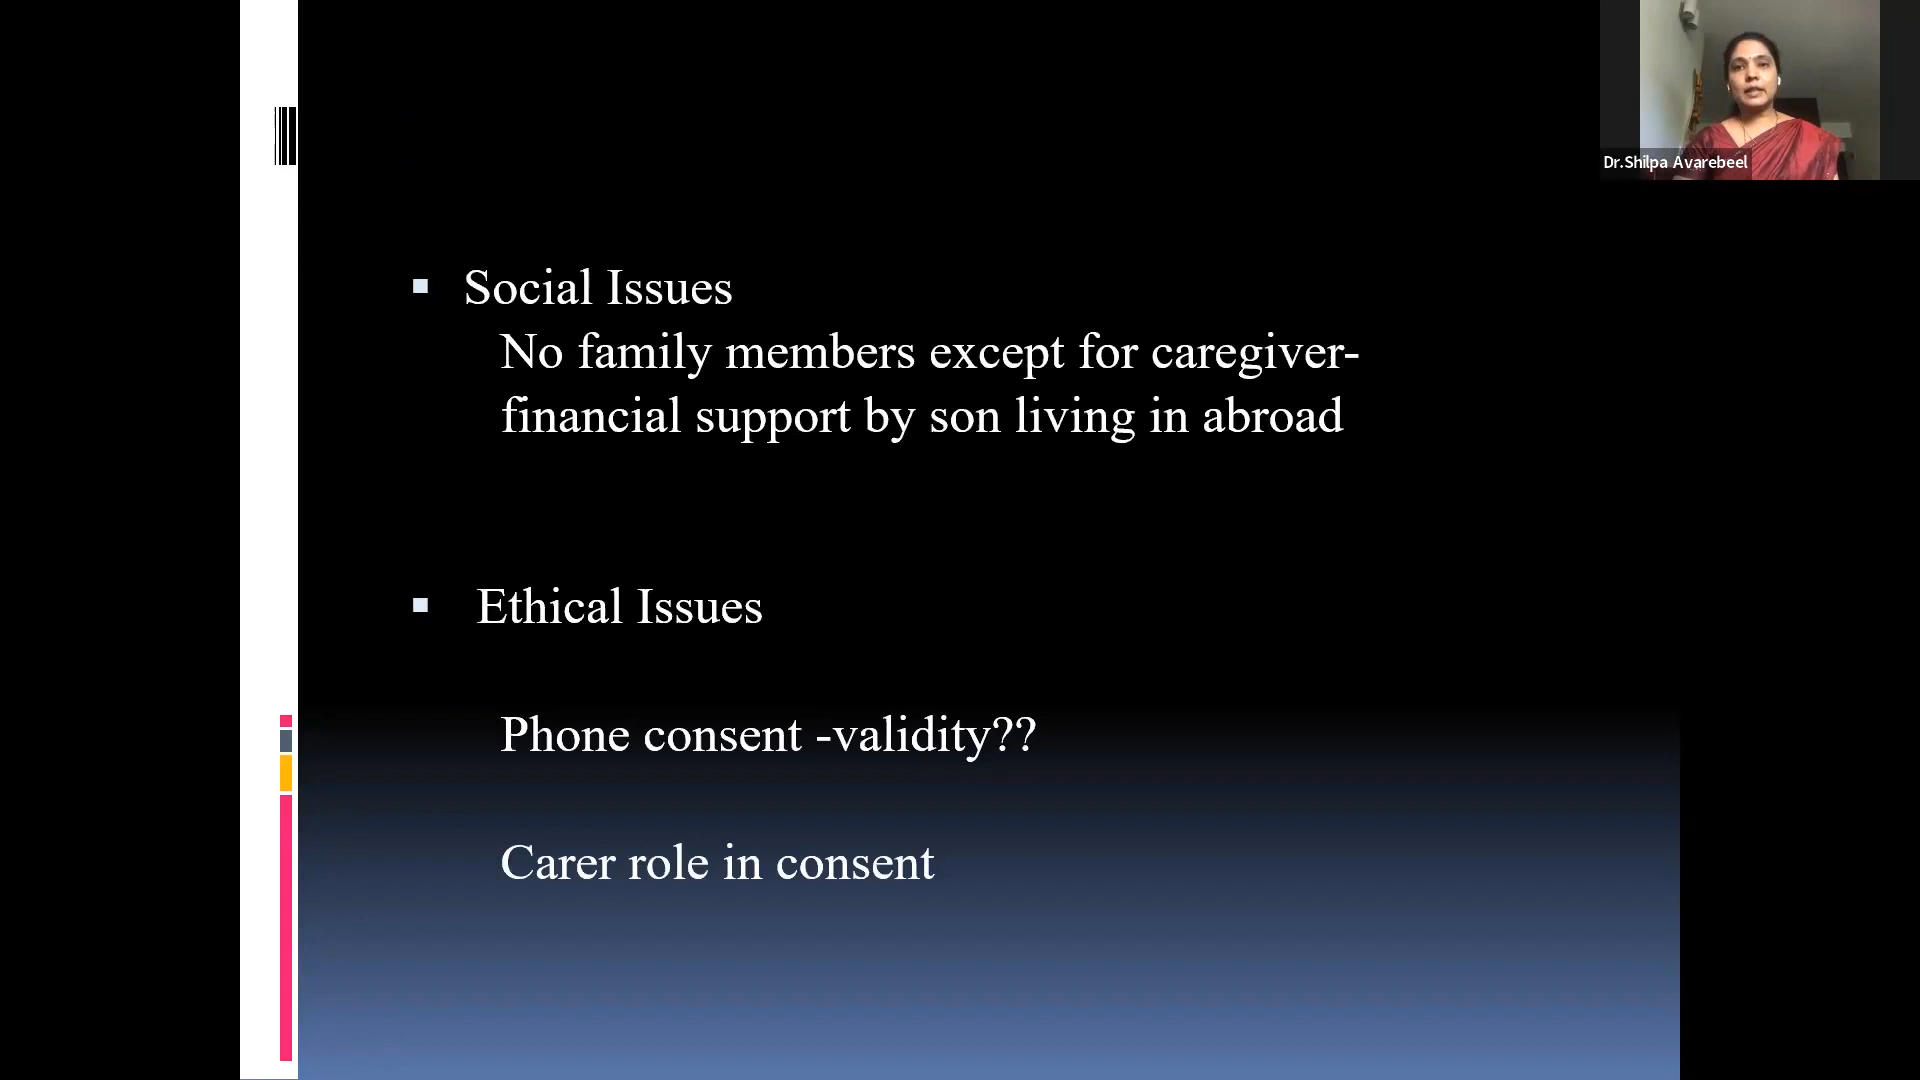 Dr.Shilpa Avarebeel
Social Issues
No family members except for caregiver-
financial support by son living in abroad
Ethical Issues
Phone consent -validity??
Carer role in consent